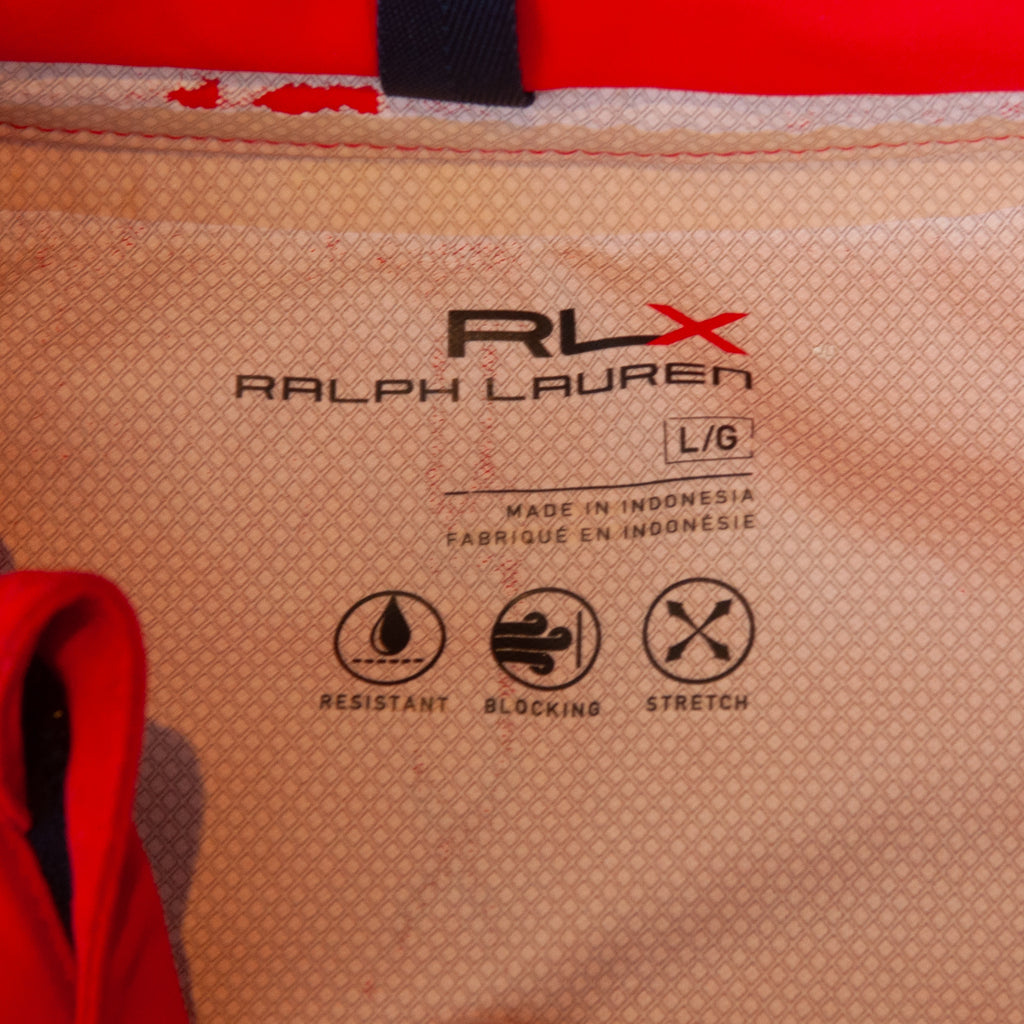 RLX
RALPH LAUREN
L/G
MADE IN INDONESIA
FABRIQUÉ EN INDONÉSIE
RESISTANT BLOCKING STRETCH